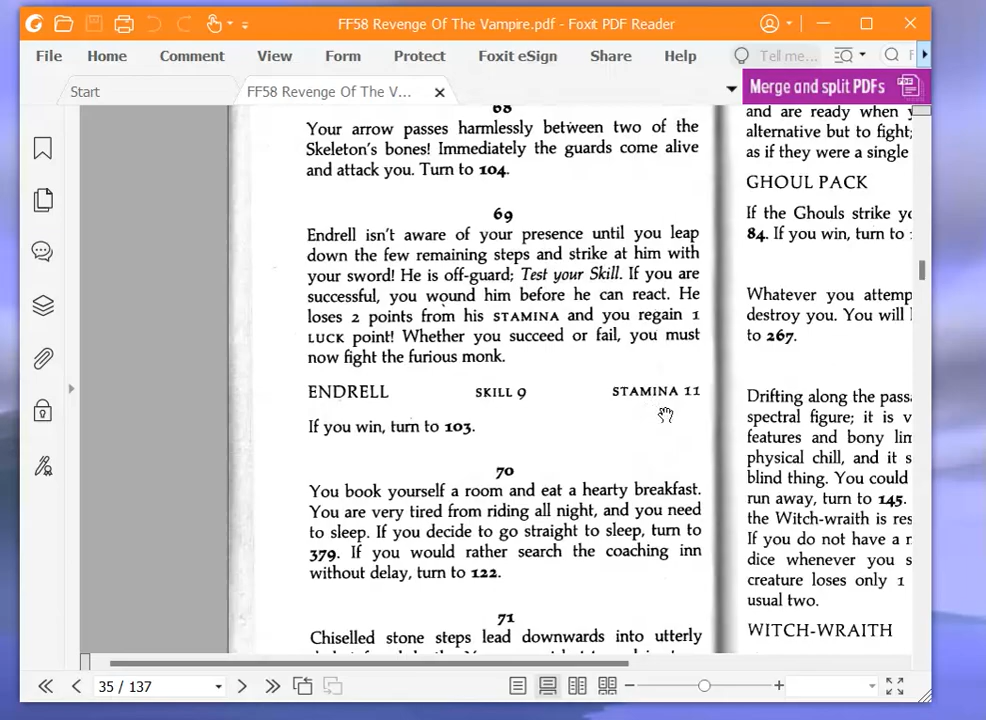 FF58 Revenge Of The Vampire.pdf - Foxit PDF Reader
File Home Comment View Form Protect Foxit eSign Share Help Tell me...
Start FF58 Revenge Of The V... Merge and split PDFs
68
Your arrow passes harmlessly between two of the
Skeleton's bones! Immediately the guards come alive
and attack you. Turn to 104.
69
Endrell isn't aware of your presence until you leap
down the few remaining steps and strike at him with
your sword! He is off-guard; Test your Skill. If you are
successful, you wound him before he can react. He
loses 2 points from his STAMINA and you regain 1
LUCK point! Whether you succeed or fail, you must
now fight the furious monk.
ENDRELL SKILL 9 STAMINA 11
If you win, turn to 103.
70
You book yourself a room and eat a hearty breakfast.
You are very tired from riding all night, and you need
to sleep. If you decide to go straight to sleep, turn to
379. If you would rather search the coaching inn
without delay, turn to 122.
71
Chiselled stone steps lead downwards into utterly
and are ready when
alternative but to fight;
as if they were a single
GHOUL PACK
If the Ghouls strike
84. If you win, turn to
Whatever you attemp
destroy you. You will
to 267.
Drifting along the pass
spectral figure; it is v
features and bony lim
physical chill, and it s
blind thing. You could
run away, turn to 145.
the Witch-wraith is res
If you do not have a
dice whenever you s
creature loses only 1
usual two.
WITCH-WRAITH
35 / 137